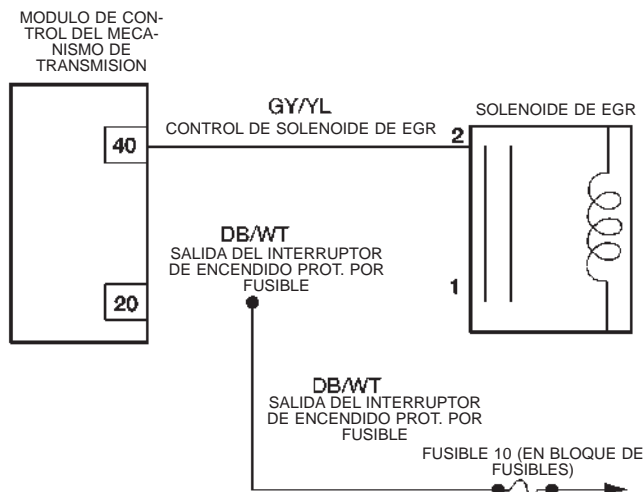 MODULO DE CON-
TROL DEL MECA-
NISMO DE
TRANSMISION
GY/YL
CONTROL DE SOLENOIDE DE EGR
SOLENOIDE DE EGR
40
2
DB/WT
SALIDA DEL INTERRUPTOR
DE ENCENDIDO PROT. POR
FUSIBLE
20
1
DB/WT
SALIDA DEL INTERRUPTOR
DE ENCENDIDO PROT. POR
FUSIBLE
FUSIBLE 10 (EN BLOQUE DE
FUSIBLES)